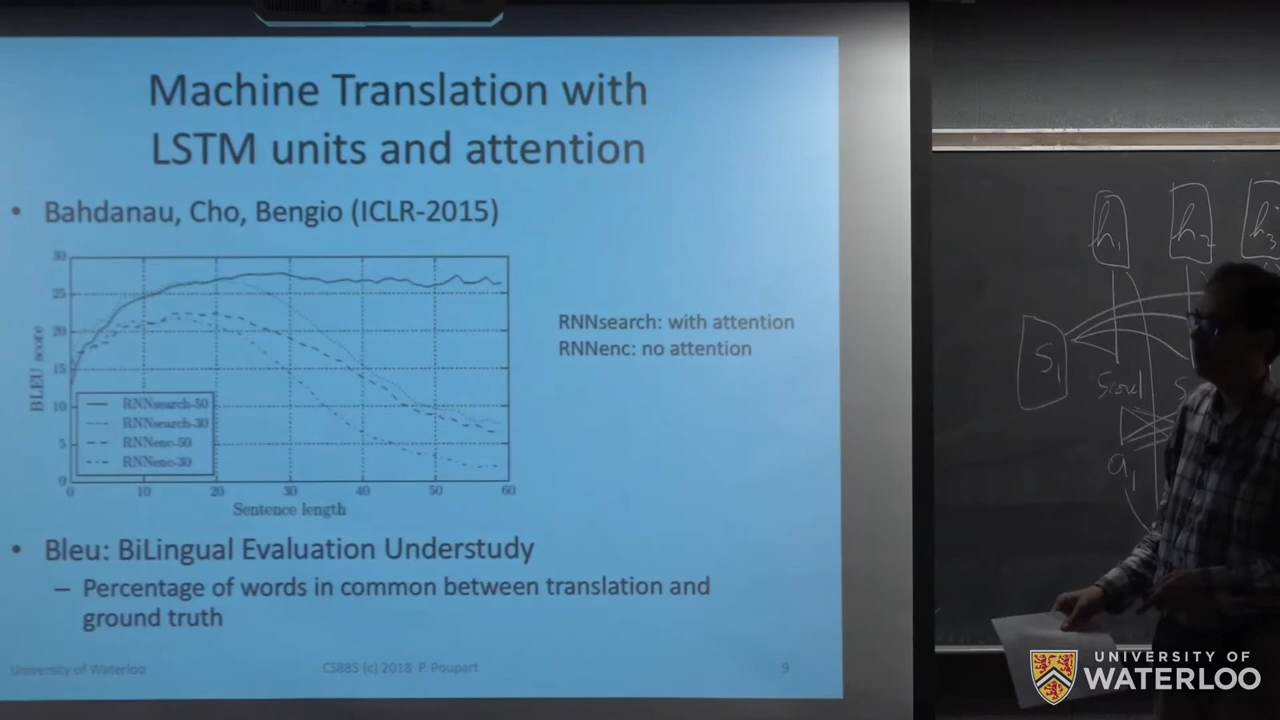 Machine Translation with
LSTM units and attention
• Bahdanau, Cho, Bengio (ICLR-2015)
30
25
20
15
10
5
0
BLEU score
RNNsearch-50
RNNsearch-30
RNNenc-50
RNNenc-30
0 10 20 30 40 50 60
Sentence length
RNNsearch: with attention
RNNenc: no attention
• Bleu: BiLingual Evaluation Understudy
– Percentage of words in common between translation and
ground truth
University of Waterloo CS885 (c) 2018 P. Poupart 9
h1 h2 h3
S1
a1
UNIVERSITY OF
WATERLOO